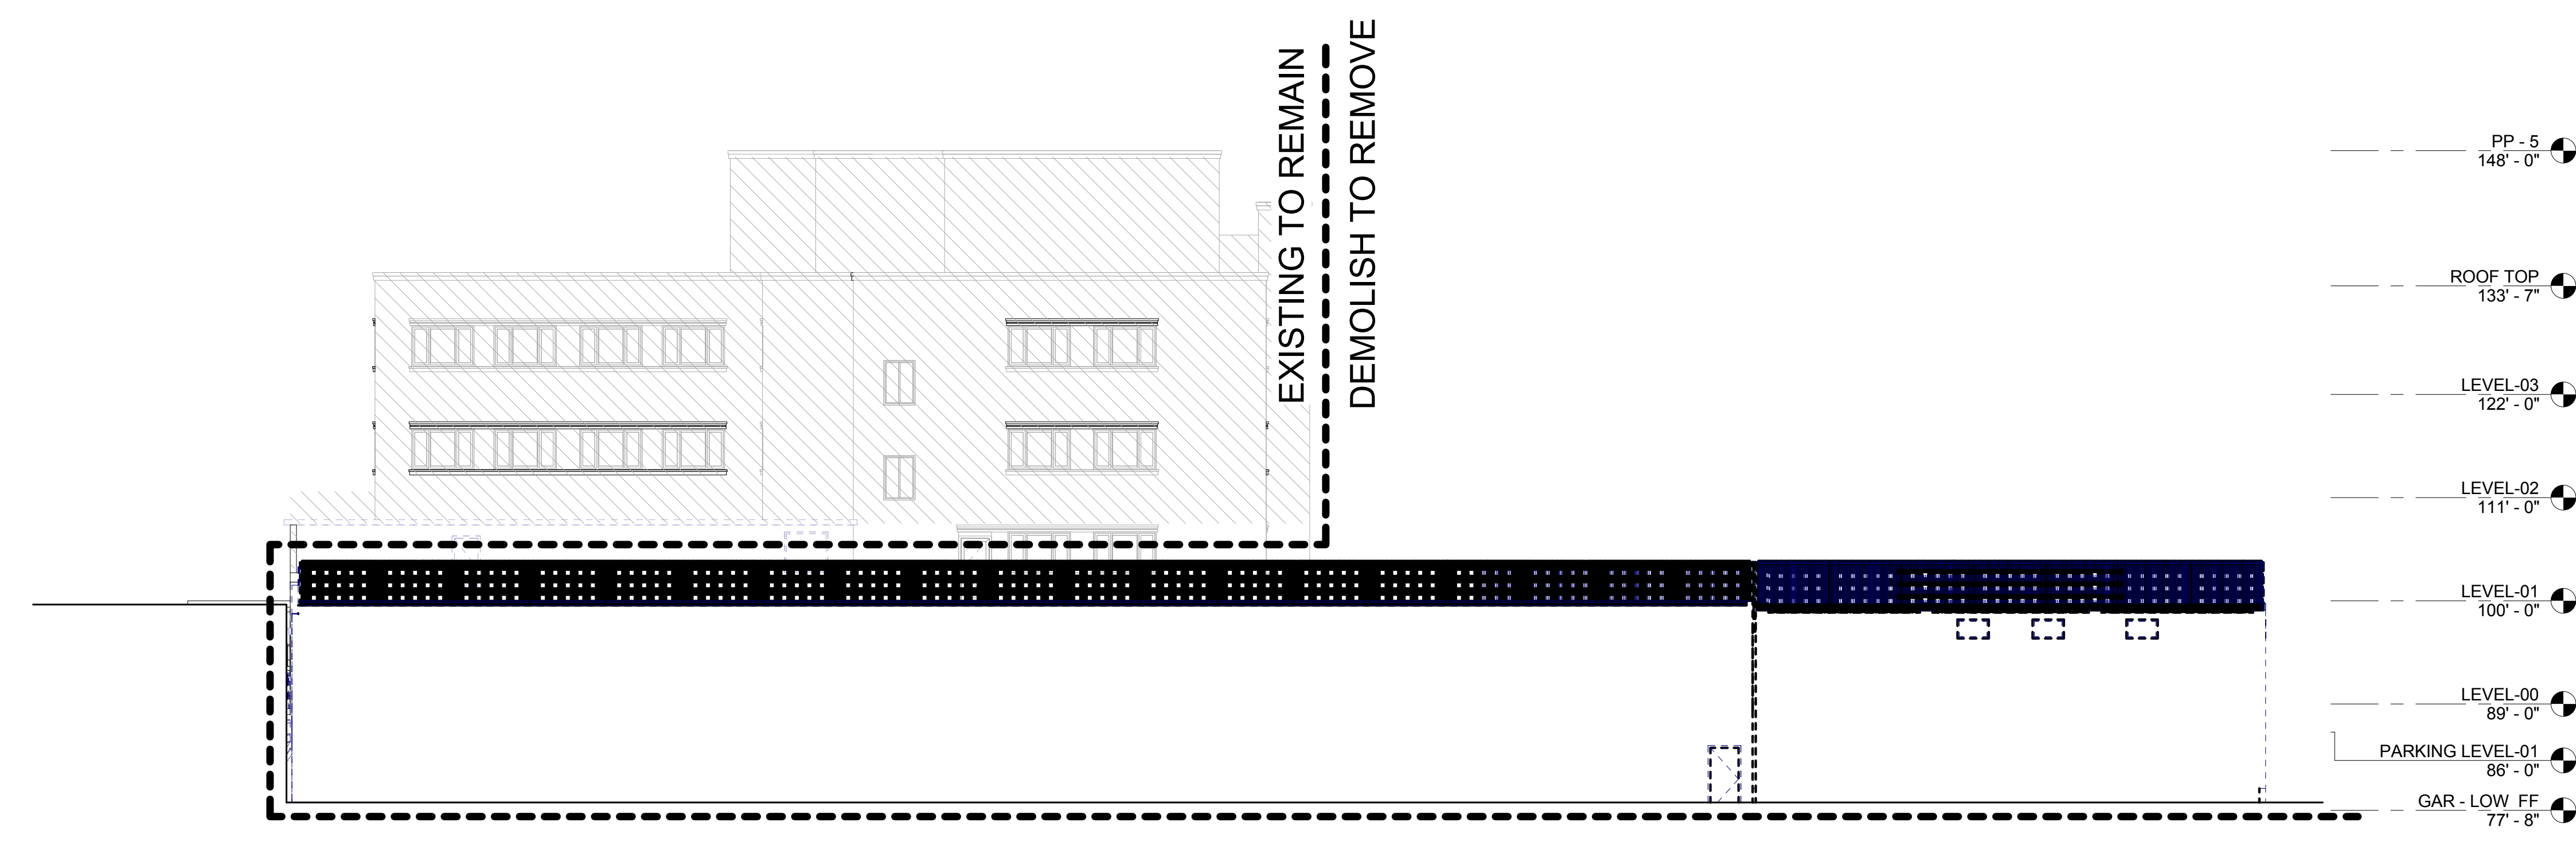 EXISTING TO REMAIN
DEMOLISH TO REMOVE
PP - 5
148' - 0"
ROOF TOP
133' - 7"
LEVEL-03
122' - 0"
LEVEL-02
111' - 0"
LEVEL-01
100' - 0"
LEVEL-00
89' - 0"
PARKING LEVEL-01
86' - 0"
GAR - LOW FF
77' - 8"